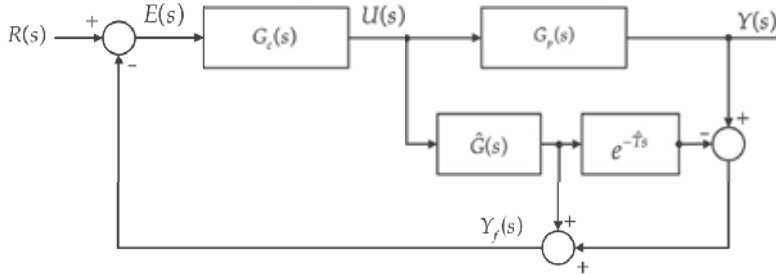 R(s)
+
-
E(s)
G_c(s)
U(s)
G_p(s)
Y(s)
Ĝ(s)
e^{-T̂s}
-
+
Y_f(s)
+
+